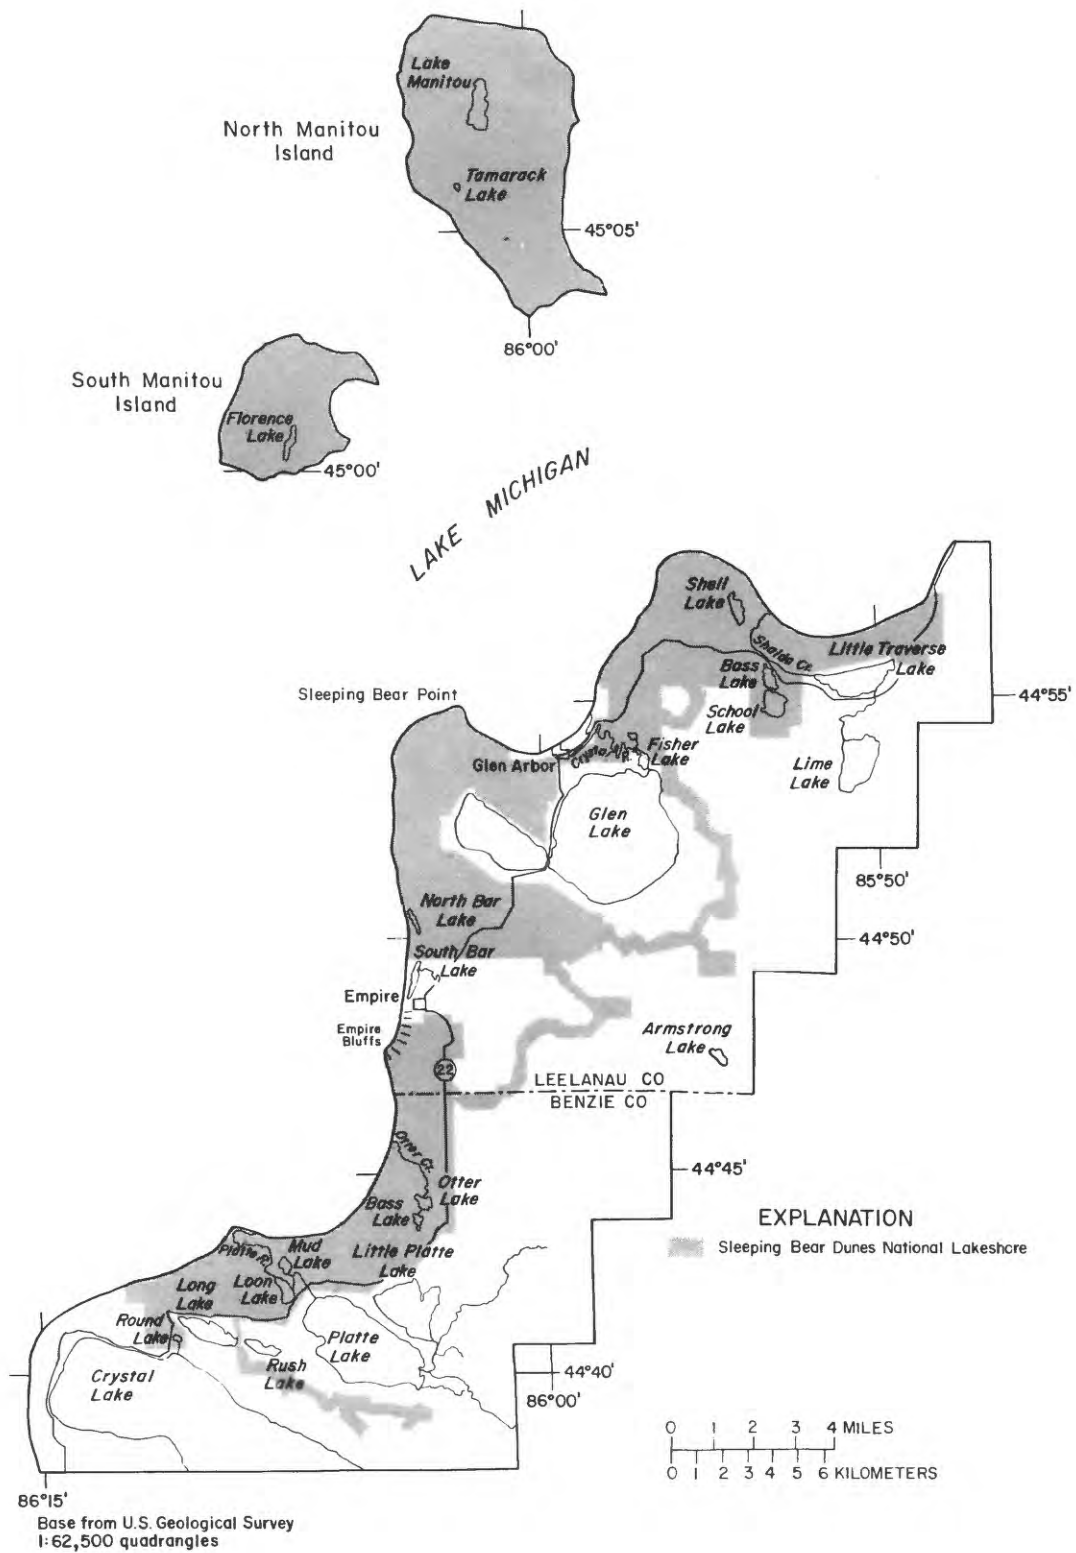 Lake
Manitou
North Manitou
Island
Tamarack
Lake
45°05'
86°00'
South Manitou
Island
Florence
Lake
45°00'
LAKE MICHIGAN
Shell
Lake
Shalda Cr.
Little Traverse
Lake
Bass
Lake
School
Lake
44°55'
Sleeping Bear Point
Glen Arbor
Crystal R.
Fisher
Lake
Lime
Lake
Glen
Lake
85°50'
North Bar
Lake
44°50'
South Bar
Lake
Empire
Empire
Bluffs
Armstrong
Lake
22
LEELANAU CO
BENZIE CO
Otter Cr.
44°45'
Otter
Lake
Bass
Lake
EXPLANATION
Sleeping Bear Dunes National Lakeshore
Platte R.
Mud
Lake
Little Platte
Lake
Long
Lake
Loon
Lake
Round
Lake
Platte
Lake
Rush
Lake
Crystal
Lake
44°40'
86°00'
0 1 2 3 4 MILES
0 1 2 3 4 5 6 KILOMETERS
86°15'
Base from U.S. Geological Survey
1:62,500 quadrangles